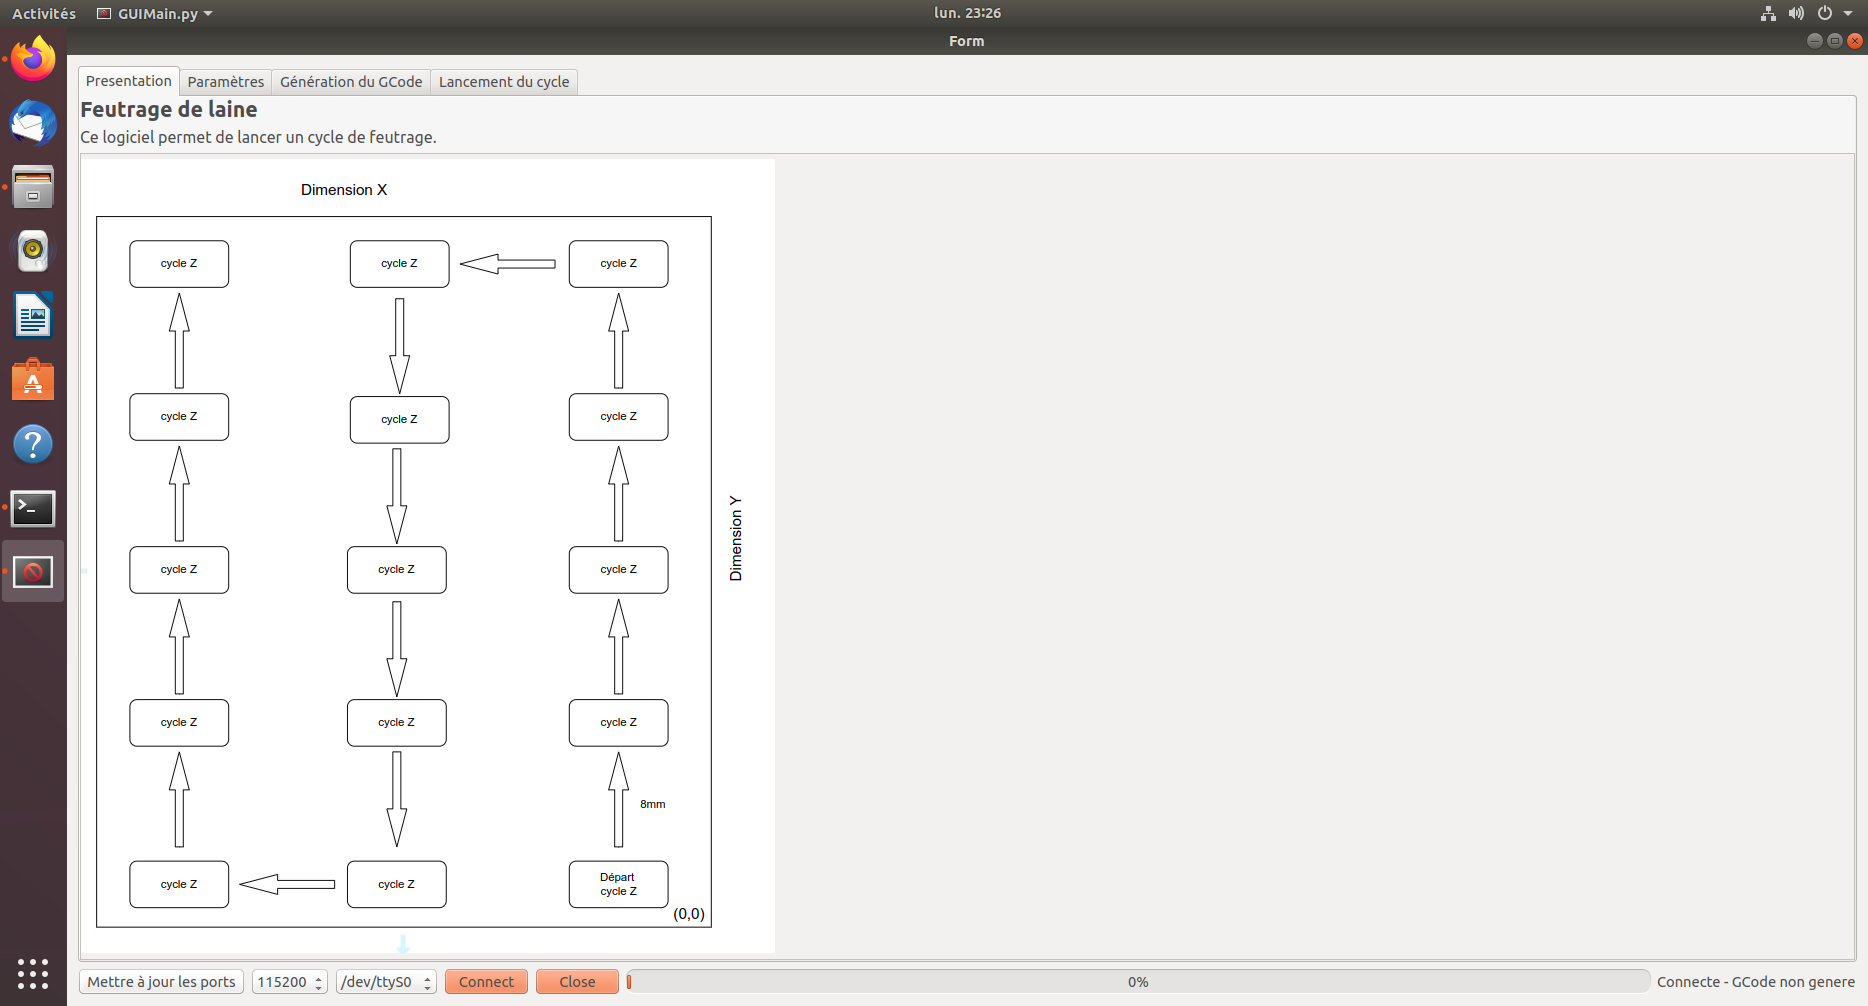 Activités
GUIMain.py
lun. 23:26
Form
Presentation
Paramètres
Génération du GCode
Lancement du cycle
Feutrage de laine
Ce logiciel permet de lancer un cycle de feutrage.
Dimension X
cycle Z
cycle Z
cycle Z
cycle Z
cycle Z
cycle Z
Dimension Y
cycle Z
cycle Z
cycle Z
cycle Z
cycle Z
cycle Z
8mm
cycle Z
cycle Z
Départ
cycle Z
(0,0)
Mettre à jour les ports
115200
/dev/ttyS0
Connect
Close
0%
Connecte - GCode non genere